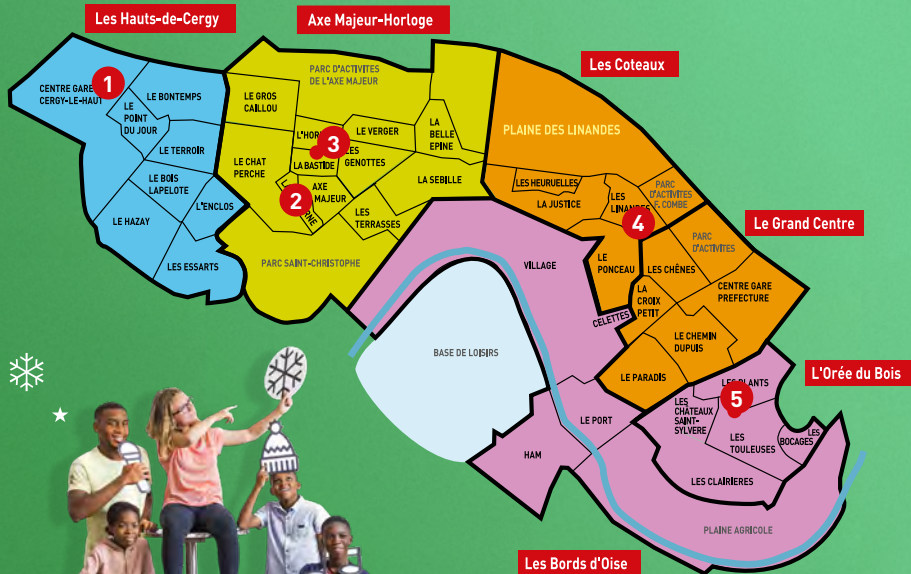 Les Hauts-de-Cergy
Axe Majeur-Horloge
Les Coteaux
Le Grand Centre
L'Orée du Bois
Les Bords d'Oise
CENTRE GARE
CERGY-LE-HAUT
1
LE BONTEMPS
LE
POINT
DU JOUR
LE TERROIR
LE BOIS
LAPELOTE
L'ENCLOS
LE HAZAY
LES ESSARTS
PARC D'ACTIVITES
DE L'AXE MAJEUR
LE GROS
CAILLOU
3
LE VERGER
LA
BELLE
EPINE
LE CHAT
PERCHE
LA BASTIDE
GENOTTES
2
AXE
MAJEUR
LA SEBILLE
LES
TERRASSES
PARC SAINT-CHRISTOPHE
PLAINE DES LINANDES
LES HEURUELLES
LA JUSTICE
LES
LINANDES
PARC
D'ACTIVITES
F. COMBE
4
LE
PONCEAU
LES CHÊNES
PARC
D'ACTIVITES
CENTRE GARE
PREFECTURE
LA
CROIX
PETIT
LE CHEMIN
DUPUIS
LE PARADIS
VILLAGE
CELETTES
BASE DE LOISIRS
LE PORT
HAM
LES PLANTS
5
LES
CHÂTEAUX
SAINT-
SYLVERE
LES
TOULEUSES
LES
BOCAGES
LES CLAIRIERES
PLAINE AGRICOLE